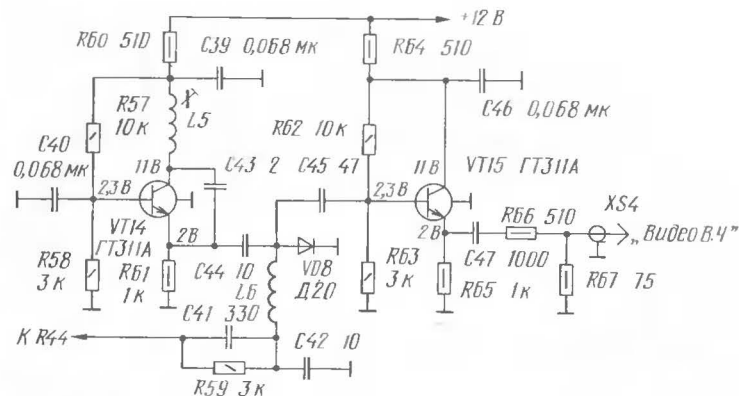 +12 В
R60 510
C39 0,068 мк
R64 510
C46 0,068 мк
R57
10 к
L5
R62 10 к
C40
0,068 мк
11 В
C43 2
C45 47
11 В
VT15 ГТ311А
2,3 В
2,3 В
XS4
VT14
ГТ311А
2 В
2 В
R66 510
„Видео В.Ч"
R58
3 к
R61
1 к
C44 10
VD8
Д20
R63
3 к
C47 1000
R65 1 к
R67 75
L6
C41 330
К R44
C42 10
R59 3 к